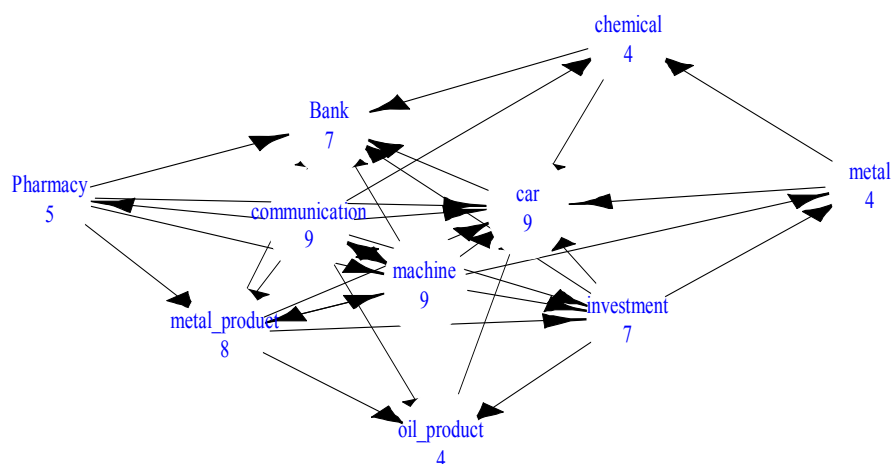 chemical
4
Bank
7
Pharmacy
5
metal
4
car
9
communication
9
machine
9
investment
7
metal_product
8
oil_product
4